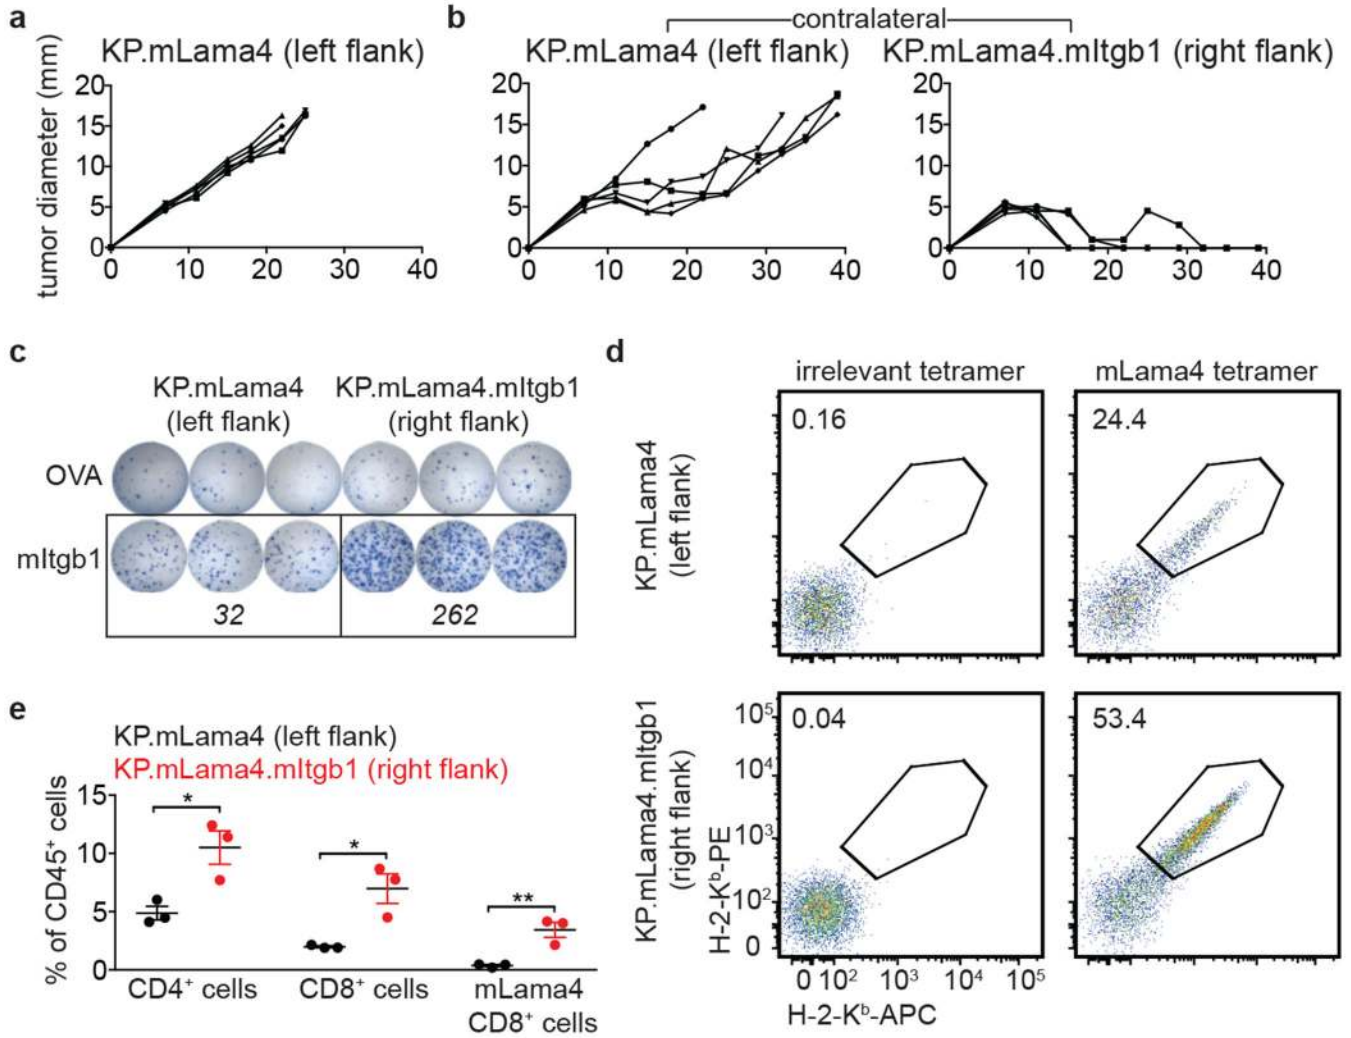 a
KP.mLama4 (left flank)
tumor diameter (mm)
20
15
10
5
0
0 10 20 30 40
b
contralateral
KP.mLama4 (left flank)
KP.mLama4.mItgb1 (right flank)
20
15
10
5
0
0 10 20 30 40
20
15
10
5
0
0 10 20 30 40
c
KP.mLama4
(left flank)
KP.mLama4.mItgb1
(right flank)
OVA
mItgb1
32
262
d
irrelevant tetramer
mLama4 tetramer
KP.mLama4
(left flank)
0.16
24.4
KP.mLama4.mItgb1
(right flank)
0.04
53.4
H-2-Kᵇ-PE
10⁵
10⁴
10³
10²
0
0 10² 10³ 10⁴ 10⁵
H-2-Kᵇ-APC
e
KP.mLama4 (left flank)
KP.mLama4.mItgb1 (right flank)
% of CD45⁺ cells
15
10
5
0
*
*
**
CD4⁺ cells
CD8⁺ cells
mLama4
CD8⁺ cells